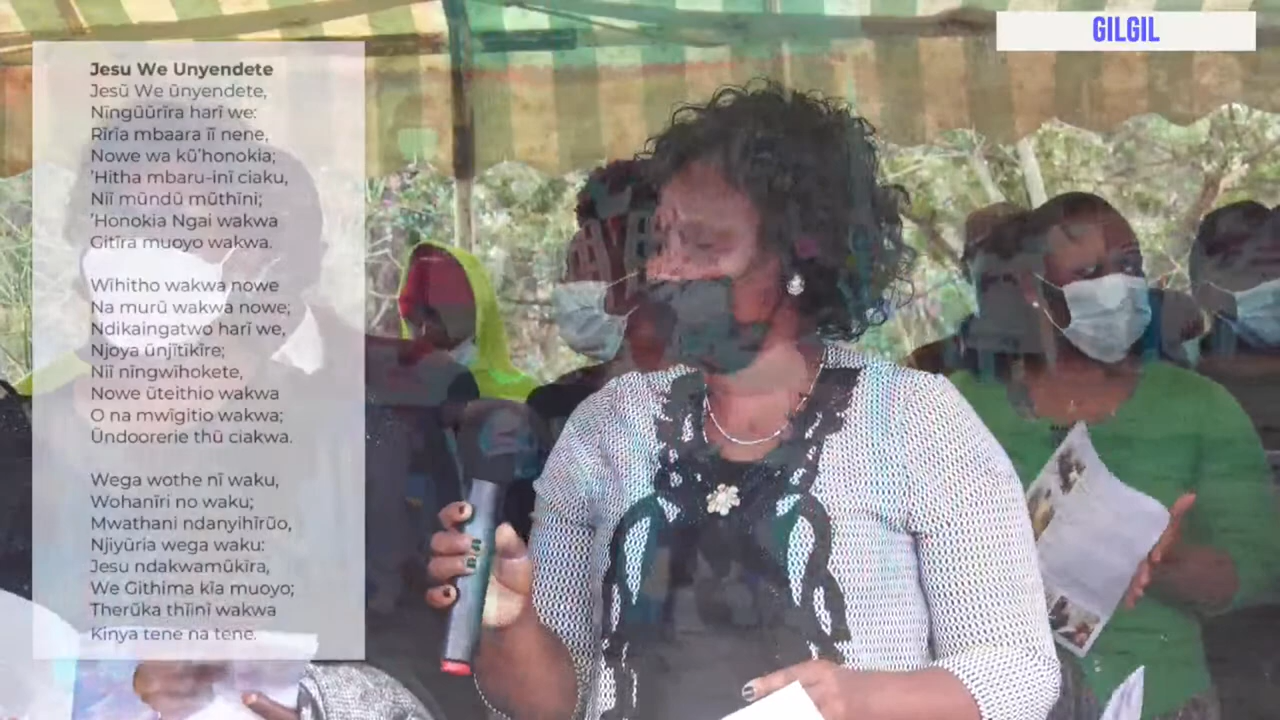 GILGIL
Jesu We Unyendete
Jesũ We ũnyendete,
Nĩngũũrĩra harĩ we:
Rĩrĩa mbaara ĩĩ nene,
Nowe wa kũ'honokia;
'Hitha mbaru-inĩ ciaku,
Niĩ mũndũ mũthĩni;
'Honokia Ngai wakwa
Gitĩra muoyo wakwa.
Wĩhitho wakwa nowe
Na murũ wakwa nowe;
Ndikaingatwo harĩ we,
Njoya ũnjĩtĩkĩre;
Niĩ nĩngwĩhokete,
Nowe ũteithio wakwa
O na mwĩgitio wakwa;
Ũndoorerie thũ ciakwa.
Wega wothe nĩ waku,
Wohanĩri no waku;
Mwathani ndanyihĩrũo,
Njiyũria wega waku:
Jesu ndakwamũkĩra,
We Githima kĩa muoyo;
Therũka thĩinĩ wakwa
Kinya tene na tene.